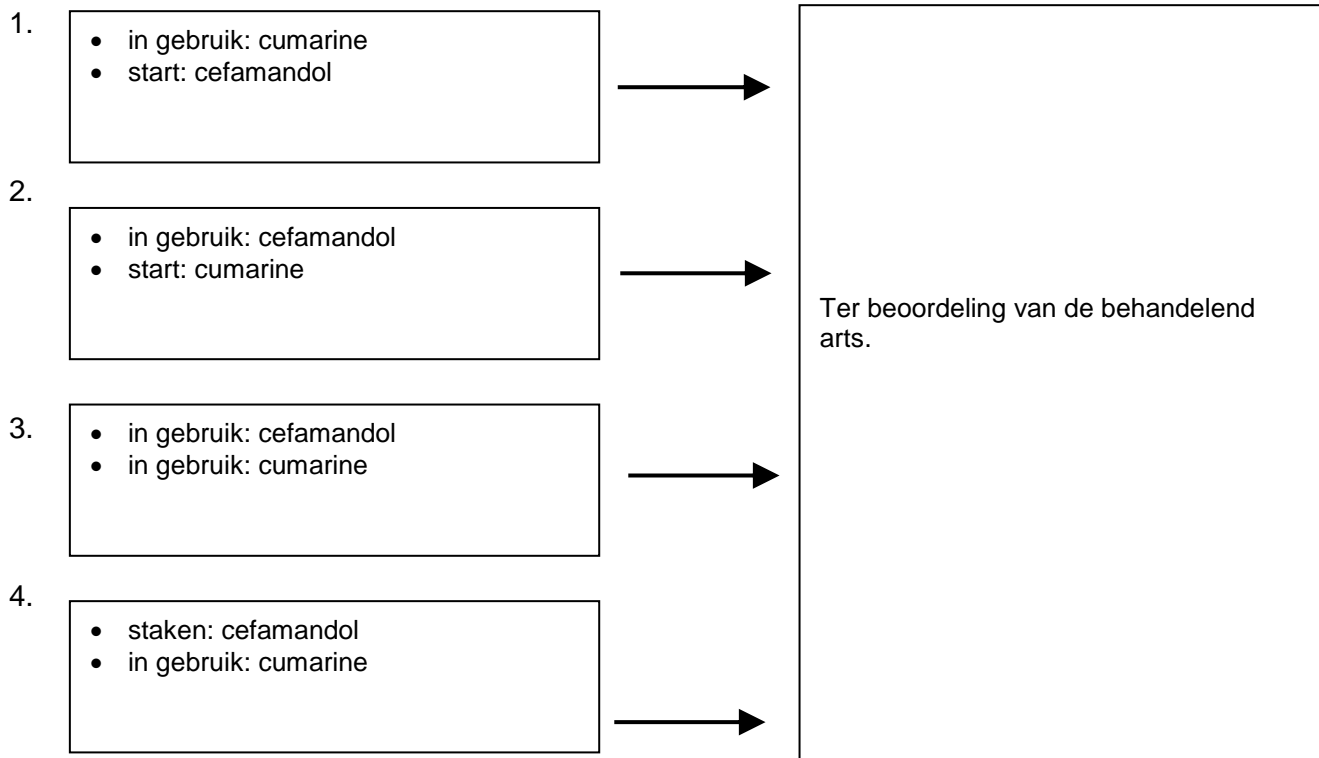 1.
• in gebruik: cumarine
• start: cefamandol
2.
• in gebruik: cefamandol
• start: cumarine
3.
• in gebruik: cefamandol
• in gebruik: cumarine
4.
• staken: cefamandol
• in gebruik: cumarine
Ter beoordeling van de behandelend
arts.